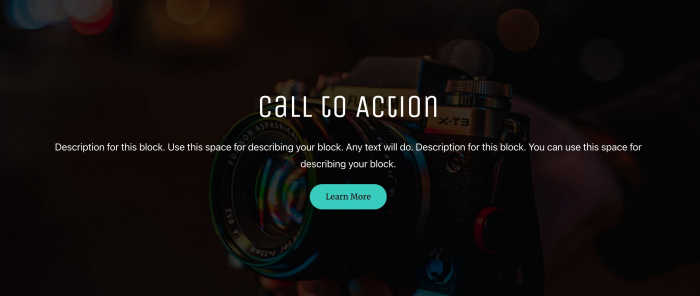 Call to Action
X-T3
Description for this block. Use this space for describing your block. Any text will do. Description for this block. You can use this space for
describing your block.
Learn More